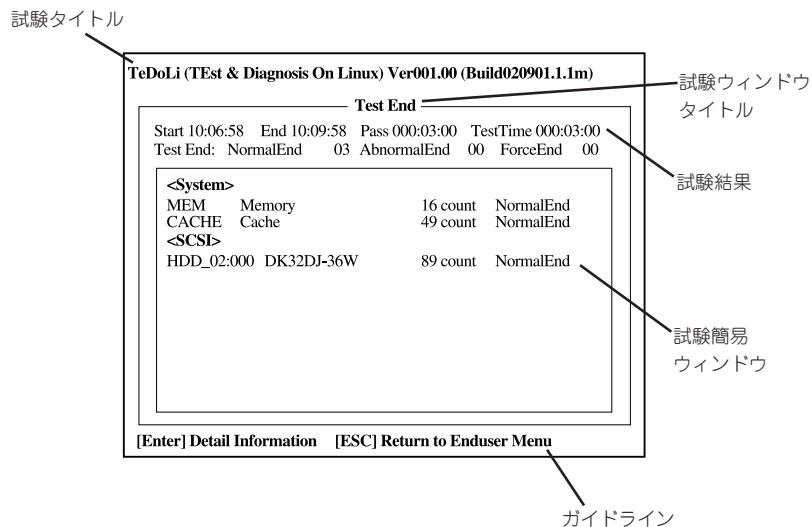 試験タイトル
TeDoLi (TEst & Diagnosis On Linux) Ver001.00 (Build020901.1.1m)
試験ウィンドウ
タイトル
Test End
Start 10:06:58 End 10:09:58 Pass 000:03:00 TestTime 000:03:00
Test End: NormalEnd 03 AbnormalEnd 00 ForceEnd 00
試験結果
<System>
MEM Memory 16 count NormalEnd
CACHE Cache 49 count NormalEnd
<SCSI>
HDD_02:000 DK32DJ-36W 89 count NormalEnd
試験簡易
ウィンドウ
[Enter] Detail Information [ESC] Return to Enduser Menu
ガイドライン